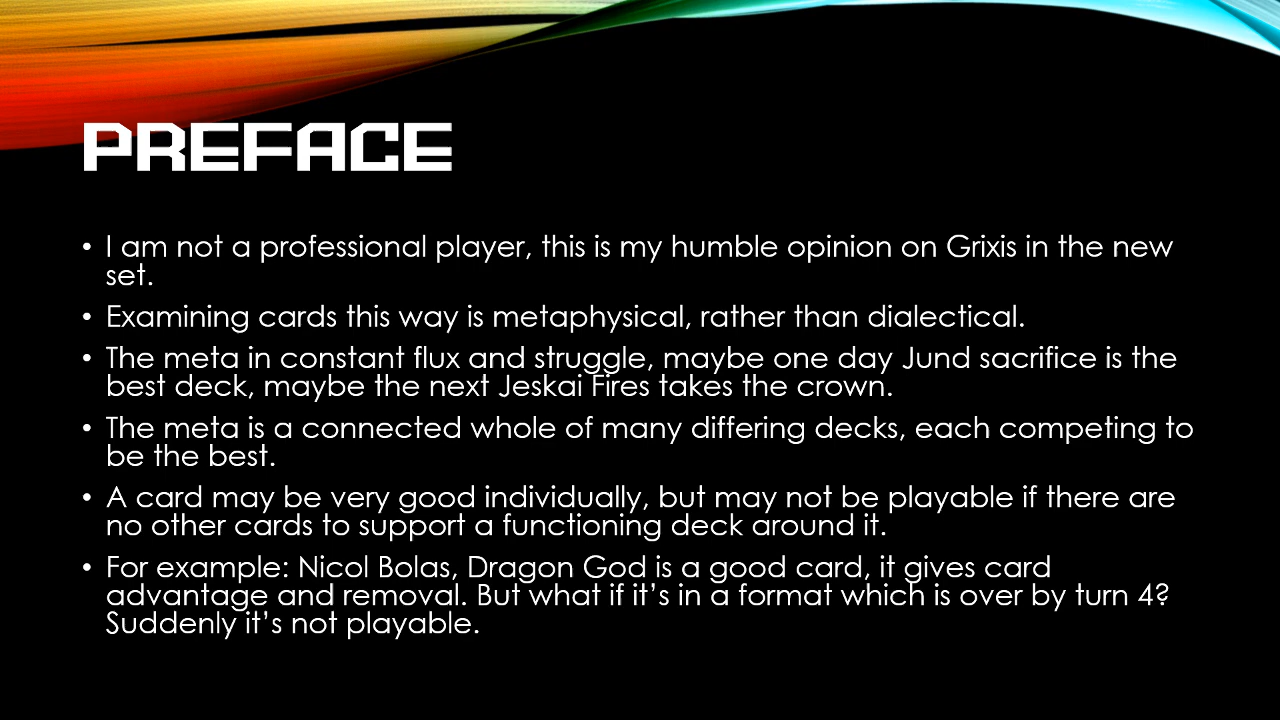 PREFACE
• I am not a professional player, this is my humble opinion on Grixis in the new
set.
• Examining cards this way is metaphysical, rather than dialectical.
• The meta in constant flux and struggle, maybe one day Jund sacrifice is the
best deck, maybe the next Jeskai Fires takes the crown.
• The meta is a connected whole of many differing decks, each competing to
be the best.
• A card may be very good individually, but may not be playable if there are
no other cards to support a functioning deck around it.
• For example: Nicol Bolas, Dragon God is a good card, it gives card
advantage and removal. But what if it’s in a format which is over by turn 4?
Suddenly it’s not playable.